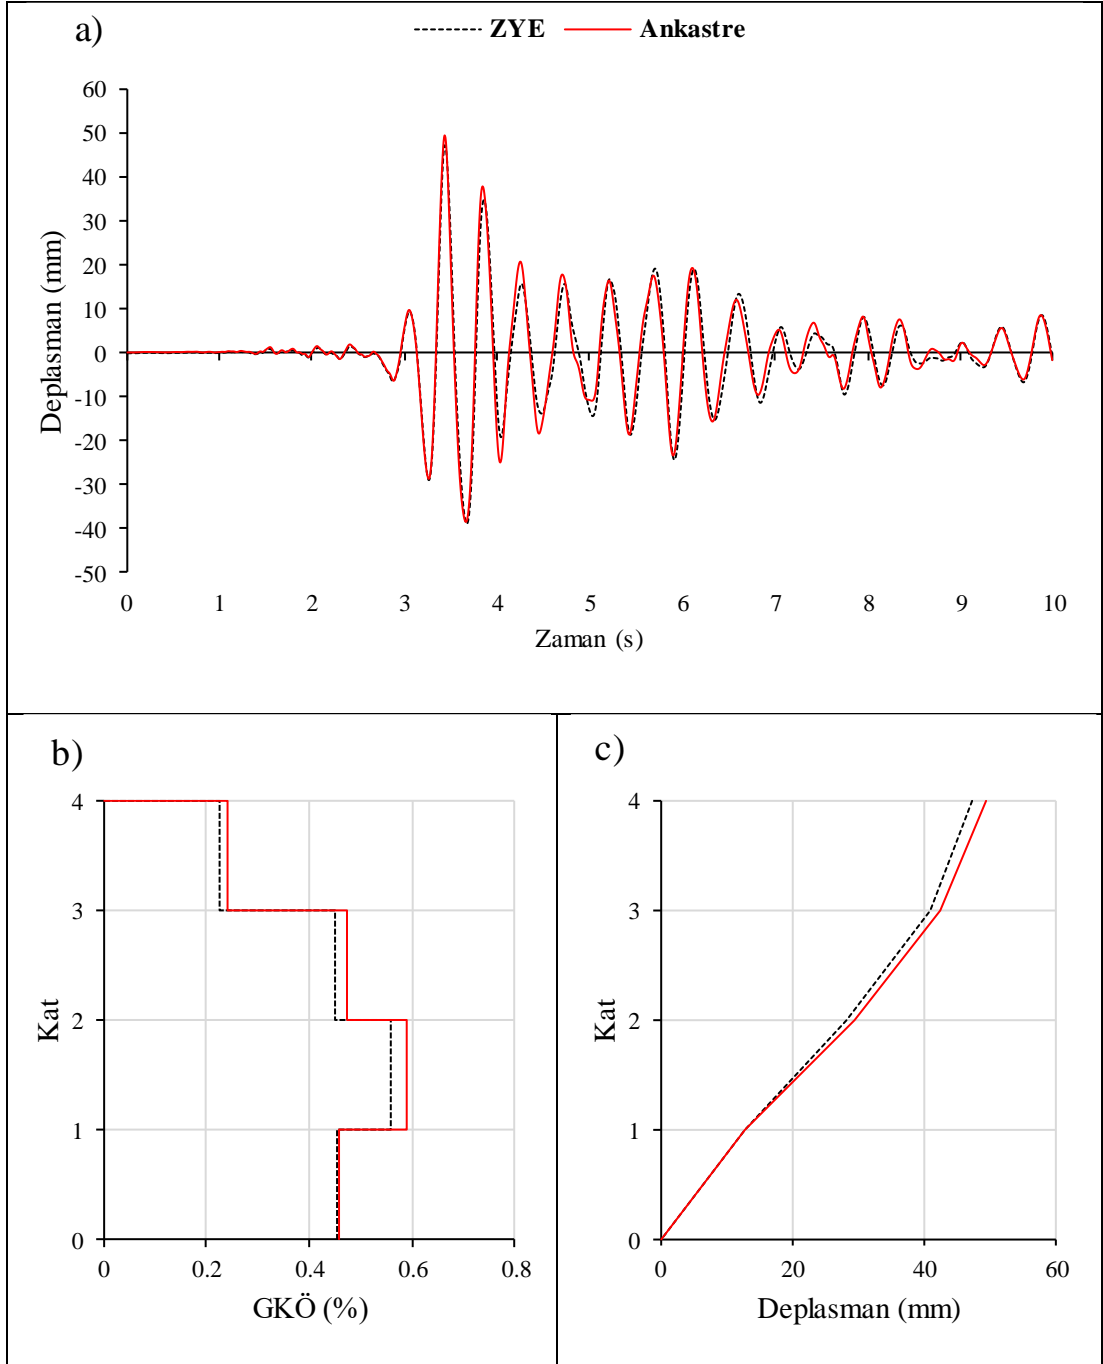 a)
ZYE Ankastre
60
50
40
30
20
10
0
-10
-20
-30
-40
-50
Deplasman (mm)
0 1 2 3 4 5 6 7 8 9 10
Zaman (s)
b)
4
3
2
1
0
Kat
0 0.2 0.4 0.6 0.8
GKÖ (%)
c)
4
3
2
1
0
Kat
0 20 40 60
Deplasman (mm)